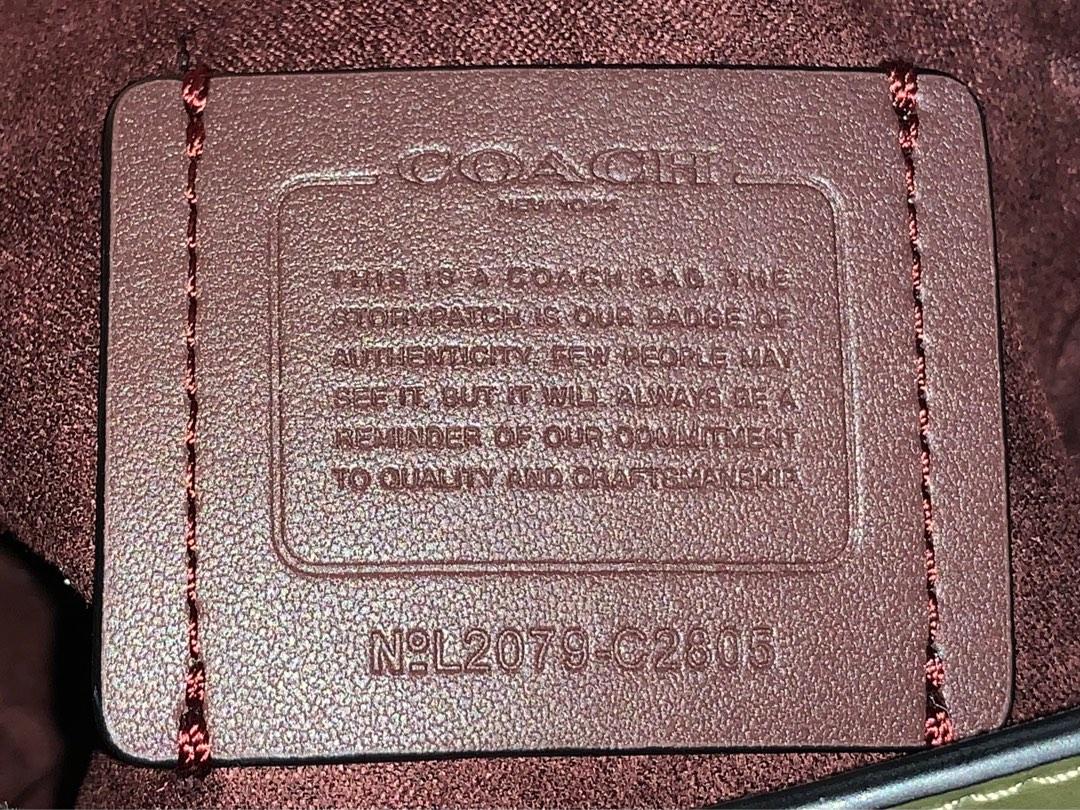 COACH
NEW YORK
THIS IS A COACH BAG. THE
STORYPATCH IS OUR BADGE OF
AUTHENTICITY. FEW PEOPLE MAY
SEE IT, BUT IT WILL ALWAYS BE A
REMINDER OF OUR COMMITMENT
TO QUALITY AND CRAFTSMANSHIP.
NºL2079-C2805